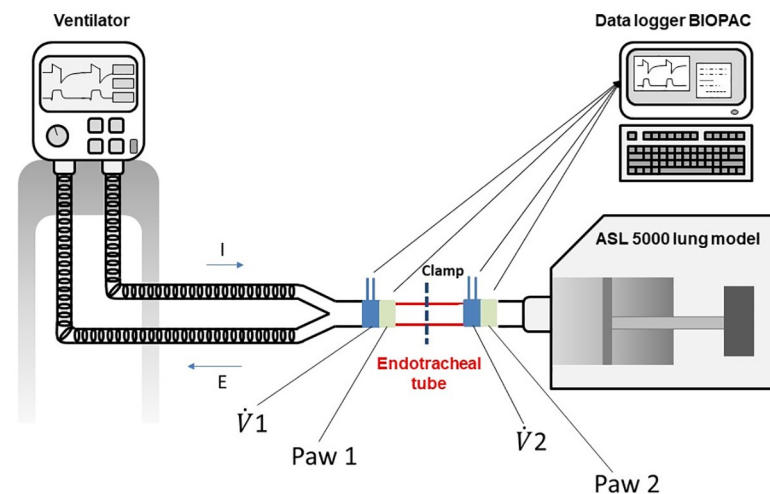 Ventilator
Data logger BIOPAC
ASL 5000 lung model
I
Clamp
Endotracheal
tube
E
V̇1
Paw 1
V̇2
Paw 2